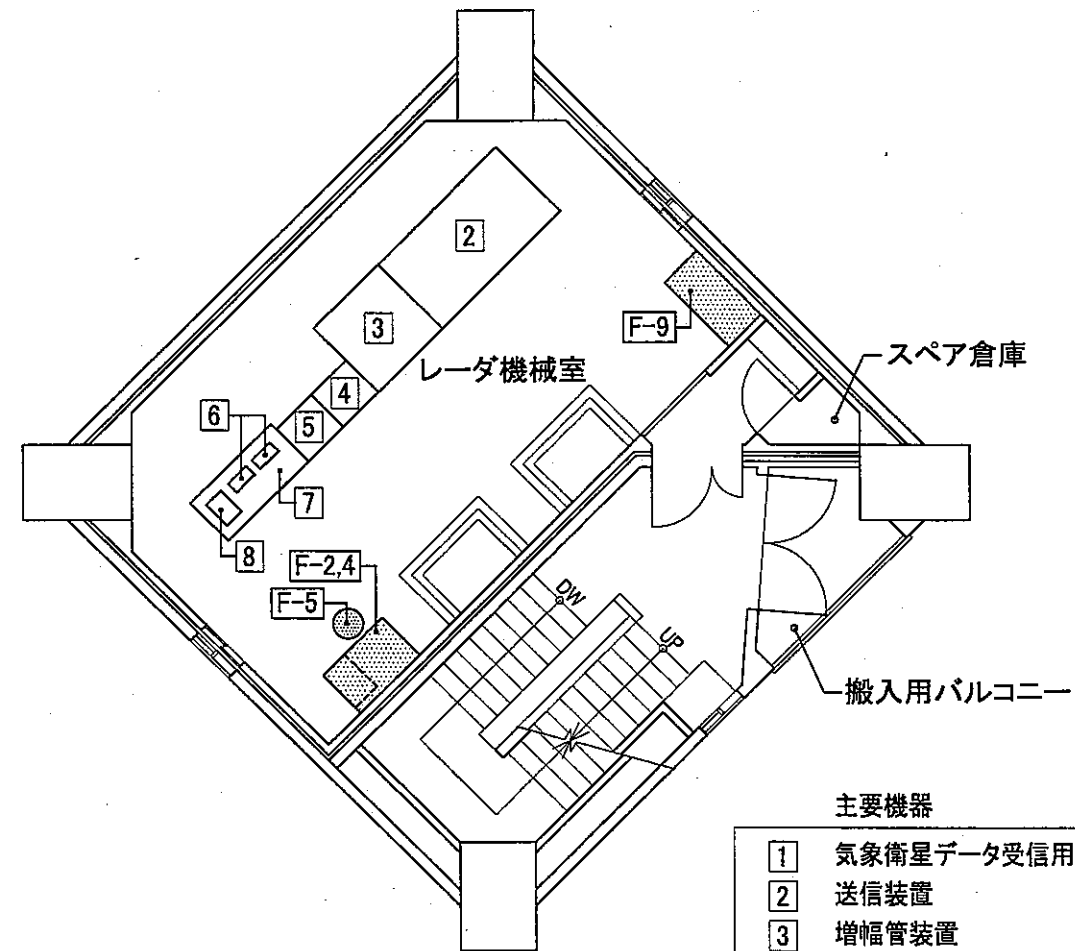 2
3
F-9
スペア倉庫
レーダ機械室
4
6
5
7
8
F-2,4
F-5
DW
UP
搬入用バルコニー
主要機器
1 気象衛星データ受信用
2 送信装置
3 増幅管装置